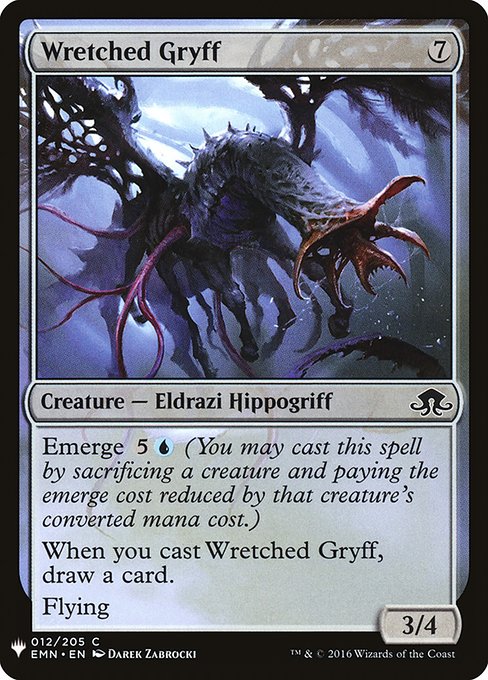 Wretched Gryff 7
Creature — Eldrazi Hippogriff
Emerge 5 (You may cast this spell
by sacrificing a creature and paying the
emerge cost reduced by that creature's
converted mana cost.)
When you cast Wretched Gryff,
draw a card.
Flying
3/4
012/205 C
EMN • EN Darek Zabrocki
™ & © 2016 Wizards of the Coast